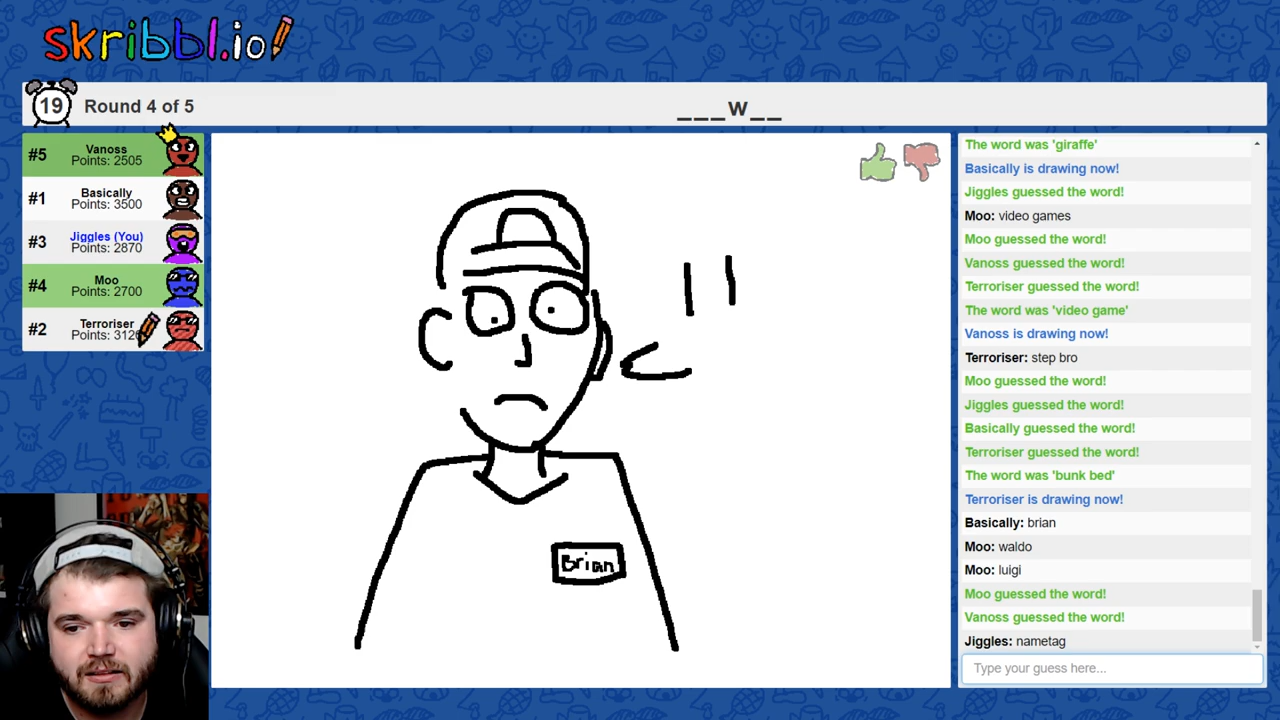 skribbl.io
19
Round 4 of 5
___w__
#5
Vanoss
Points: 2505
#1
Basically
Points: 3500
#3
Jiggles (You)
Points: 2870
#4
Moo
Points: 2700
#2
Terroriser
Points: 3126
Brian
The word was 'giraffe'
Basically is drawing now!
Jiggles guessed the word!
Moo: video games
Moo guessed the word!
Vanoss guessed the word!
Terroriser guessed the word!
The word was 'video game'
Vanoss is drawing now!
Terroriser: step bro
Moo guessed the word!
Jiggles guessed the word!
Basically guessed the word!
Terroriser guessed the word!
The word was 'bunk bed'
Terroriser is drawing now!
Basically: brian
Moo: waldo
Moo: luigi
Moo guessed the word!
Vanoss guessed the word!
Jiggles: nametag
Type your guess here...